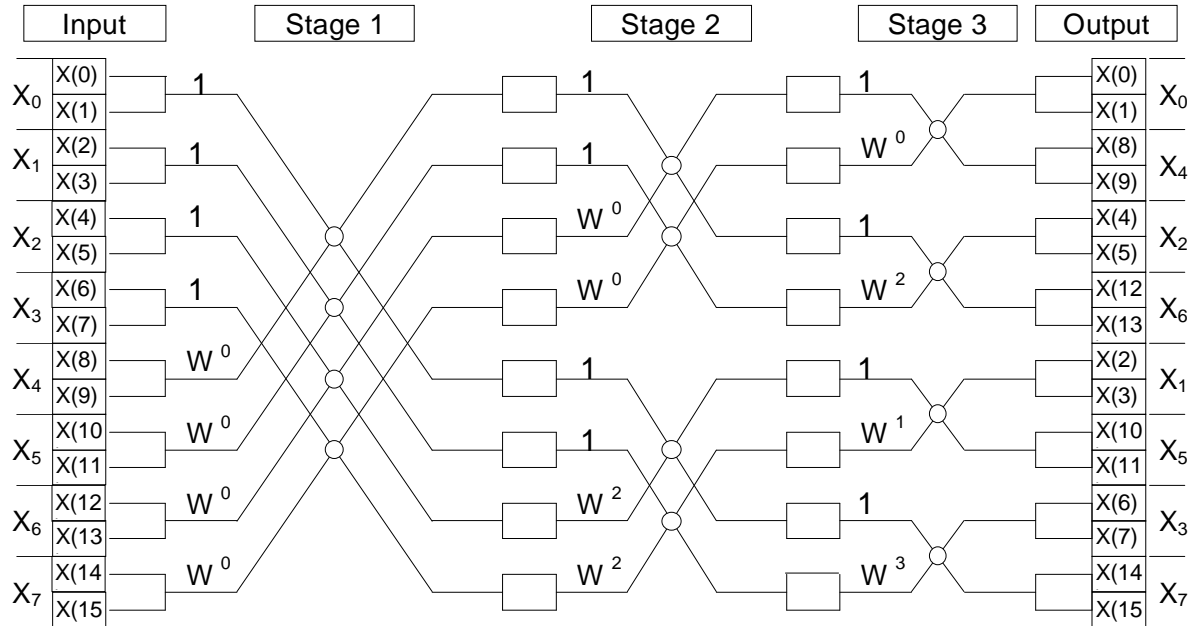 Input Stage 1 Stage 2 Stage 3 Output
X(0) 1 1 1 X(0)
X0 X0
X(1) X(1)
X(2) 1 1 W 0 X(8)
X1 X4
X(3) X(9)
X(4) 1 W 0 1 X(4)
X2 X2
X(5) X(5)
X(6) 1 W 0 W 2 X(12
X3 X6
X(7) X(13
X(8) W 0 1 1 X(2)
X4 X1
X(9) X(3)
X(10 W 0 1 W 1 X(10
X5 X5
X(11 X(11
X(12 W 0 W 2 1 X(6)
X6 X3
X(13 X(7)
X(14 W 0 W 2 W 3 X(14
X7 X7
X(15 X(15